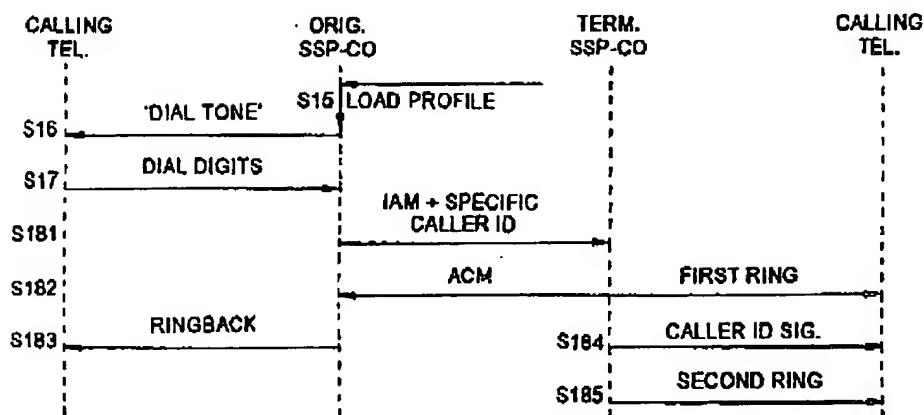 CALLING
TEL.
ORIG.
SSP-CO
TERM.
SSP-CO
CALLING
TEL.
S15 LOAD PROFILE
S16 'DIAL TONE'
S17 DIAL DIGITS
IAM + SPECIFIC
S181 CALLER ID
S182 ACM FIRST RING
S183 RINGBACK S184 CALLER ID SIG.
S185 SECOND RING